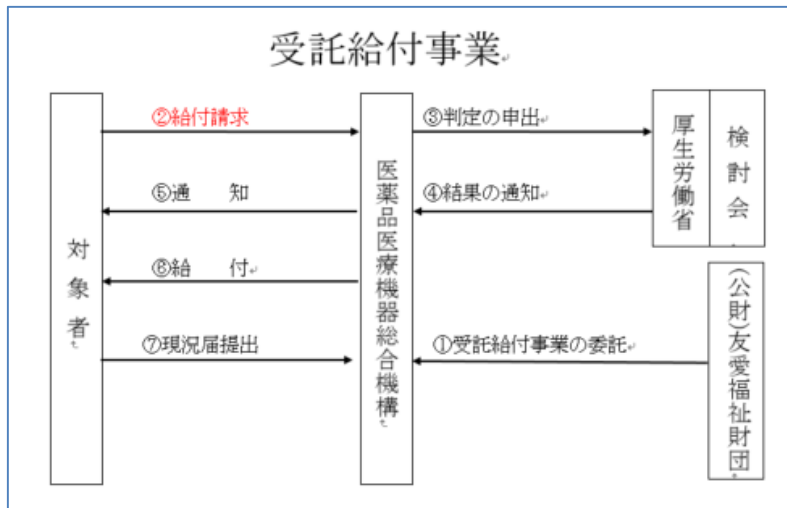 受託給付事業
②給付請求
③判定の申出
④結果の通知
⑤通　知
⑥給　付
①受託給付事業の委託
⑦現況届提出
対象者
医薬品医療機器総合機構
厚生労働省
検討会
(公財)友愛福祉財団